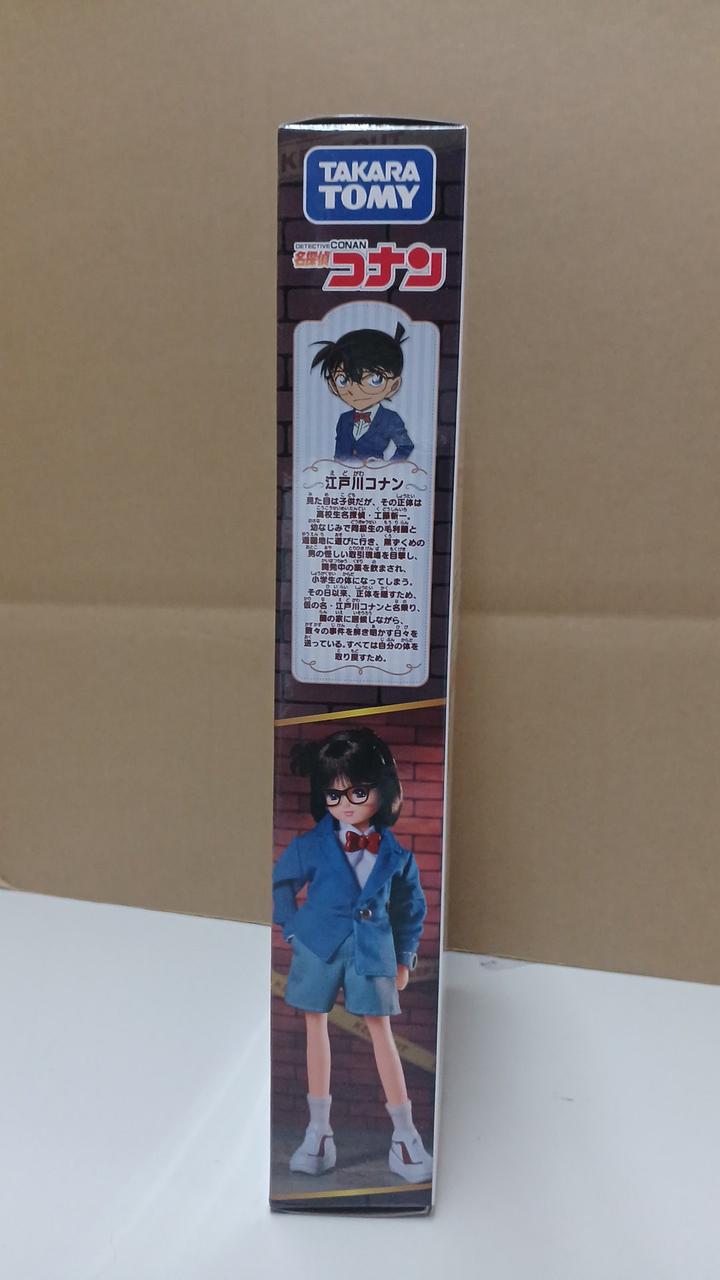 TAKARA
TOMY
DETECTIVE CONAN
名探偵
コナン
江戸川コナン
見た目は子供だが、その正体は
高校生名探偵・工藤新一。
幼なじみで同級生の毛利蘭と
遊園地に遊びに行き、黒ずくめの
男の怪しい取引現場を目撃し、
開発中の薬を飲まされ、
小学生の体になってしまう。
その日以来、正体を隠すため、
仮の名・江戸川コナンと名乗り、
蘭の家に居候しながら、
数々の事件を解き明かす日々を
送っている。すべては自分の体を
取り戻すため。